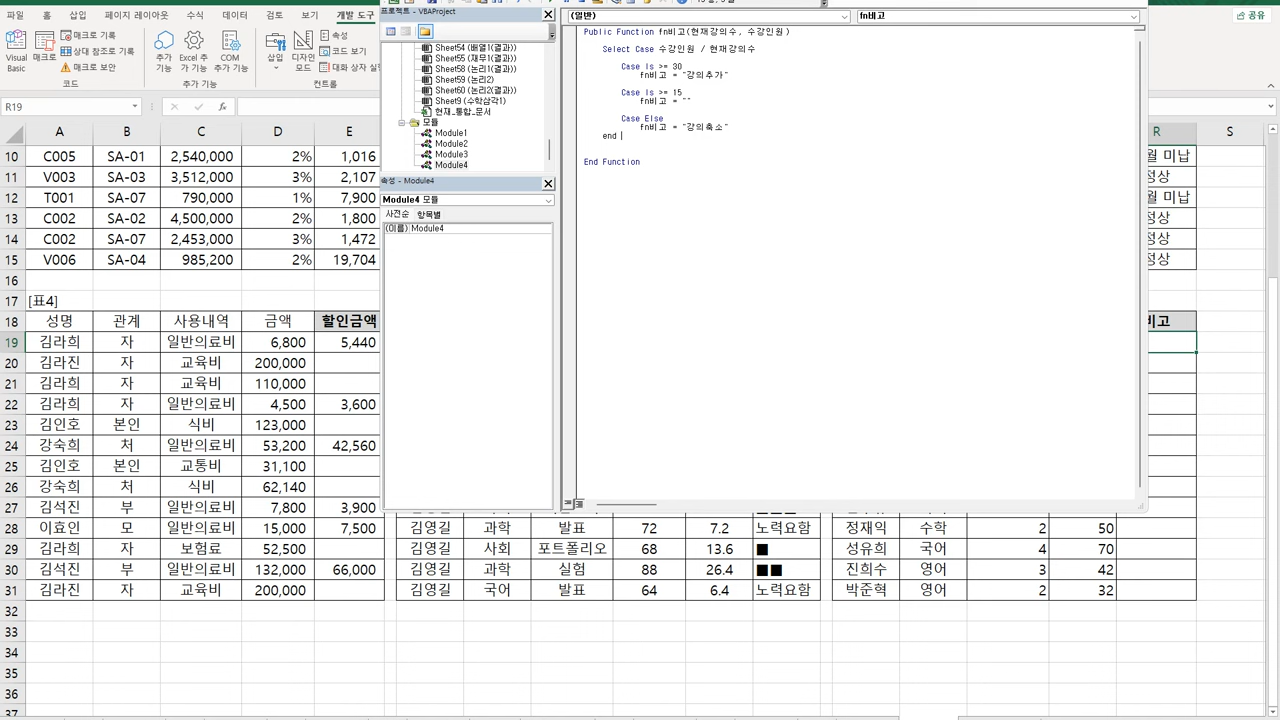 파일 홈 삽입 페이지 레이아웃 수식 데이터 검토 보기 개발 도구
공유
Visual Basic
매크로
매크로 기록
상대 참조로 기록
매크로 보안
코드
추가 기능
Excel 추가 기능
COM 추가 기능
추가 기능
삽입
디자인 모드
속성
코드 보기
대화 상자 실행
컨트롤
R19
fx
프로젝트 - VBAProject
Sheet54 (배열1(결과))
Sheet55 (재무1(결과))
Sheet58 (논리1(결과))
Sheet59 (논리2)
Sheet60 (논리2(결과))
Sheet9 (수학삼각1)
현재_통합_문서
모듈
Module1
Module2
Module3
Module4
속성 - Module4
Module4 모듈
사전순 항목별
(이름) Module4
(일반)
fn비고
Public Function fn비고(현재강의수, 수강인원)
Select Case 수강인원 / 현재강의수
Case Is >= 30
fn비고 = "강의추가"
Case Is >= 15
fn비고 = ""
Case Else
fn비고 = "강의축소"
end
End Function
A B C D E R S
10 C005 SA-01 2,540,000 2% 1,016 월 미납
11 V003 SA-03 3,512,000 3% 2,107 정상
12 T001 SA-07 790,000 1% 7,900 월 미납
13 C002 SA-02 4,500,000 2% 1,800 정상
14 C002 SA-07 2,453,000 3% 1,472 정상
15 V006 SA-04 985,200 2% 19,704 정상
16
17 [표4]
18 성명 관계 사용내역 금액 할인금액 비고
19 김라희 자 일반의료비 6,800 5,440
20 김라진 자 교육비 200,000
21 김라희 자 교육비 110,000
22 김라희 자 일반의료비 4,500 3,600
23 김인호 본인 식비 123,000
24 강숙희 처 일반의료비 53,200 42,560
25 김인호 본인 교통비 31,100
26 강숙희 처 식비 62,140
27 김석진 부 일반의료비 7,800 3,900
28 이효인 모 일반의료비 15,000 7,500 김영길 과학 발표 72 7.2 노력요함 정재익 수학 2 50
29 김라희 자 보험료 52,500 김영길 사회 포트폴리오 68 13.6 ■ 성유희 국어 4 70
30 김석진 부 일반의료비 132,000 66,000 김영길 과학 실험 88 26.4 ■■ 진희수 영어 3 42
31 김라진 자 교육비 200,000 김영길 국어 발표 64 6.4 노력요함 박준혁 영어 2 32
32
33
34
35
36
37